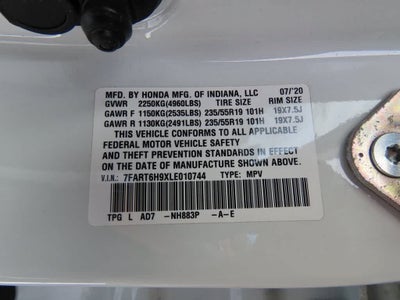 MFD. BY HONDA MFG. OF INDIANA, LLC 07/'20
GVWR 2250KG(4960LBS) TIRE SIZE RIM SIZE
GAWR F 1150KG(2535LBS) 235/55R19 101H 19X7.5J
GAWR R 1130KG(2491LBS) 235/55R19 101H 19X7.5J
THIS VEHICLE CONFORMS TO ALL APPLICABLE
FEDERAL MOTOR VEHICLE SAFETY
AND THEFT PREVENTION STANDARDS IN EFFECT
ON THE DATE OF MANUFACTURE SHOWN ABOVE.
V.I.N.: 7FART6H9XLE010744 TYPE: MPV
TPG L AD7 -NH883P -A-E